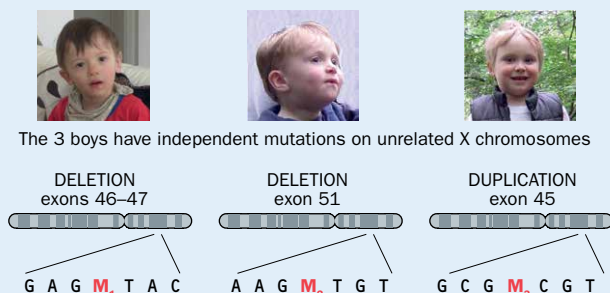 The 3 boys have independent mutations on unrelated X chromosomes
DELETION
exons 46–47
DELETION
exon 51
DUPLICATION
exon 45
G A G M T A C
A A G M T G T
G C G M C G T